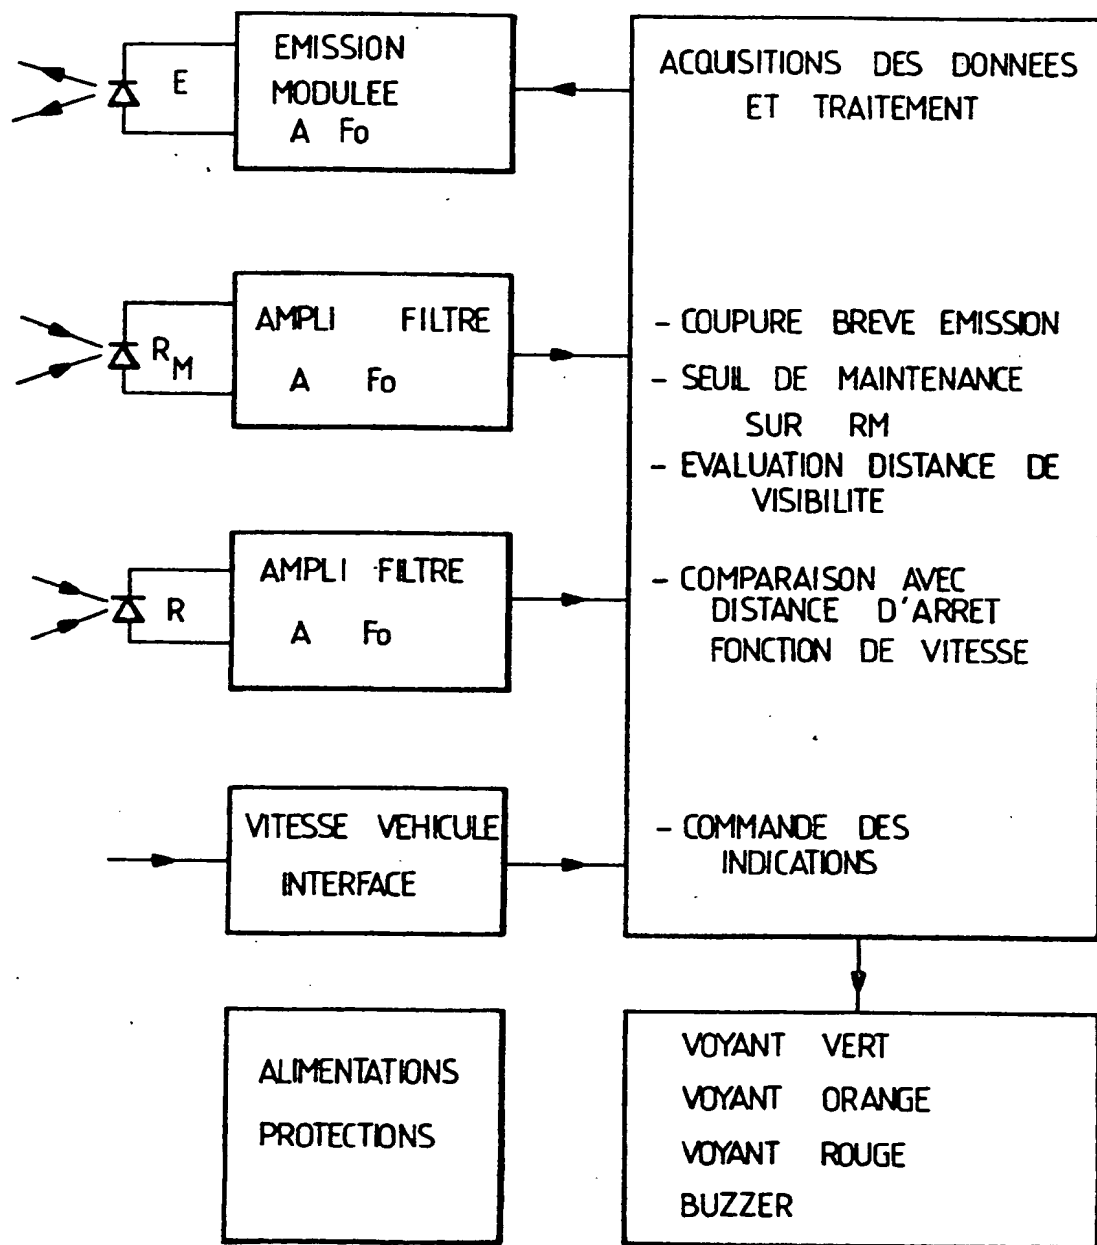 E
EMISSION
MODULEE
A Fo
RM
AMPLI FILTRE
A Fo
R
AMPLI FILTRE
A Fo
VITESSE VEHICULE
INTERFACE
ALIMENTATIONS
PROTECTIONS
ACQUISITIONS DES DONNEES
ET TRAITEMENT
- COUPURE BREVE EMISSION
- SEUIL DE MAINTENANCE
SUR RM
- EVALUATION DISTANCE DE
VISIBILITE
- COMPARAISON AVEC
DISTANCE D'ARRET
FONCTION DE VITESSE
- COMMANDE DES
INDICATIONS
VOYANT VERT
VOYANT ORANGE
VOYANT ROUGE
BUZZER